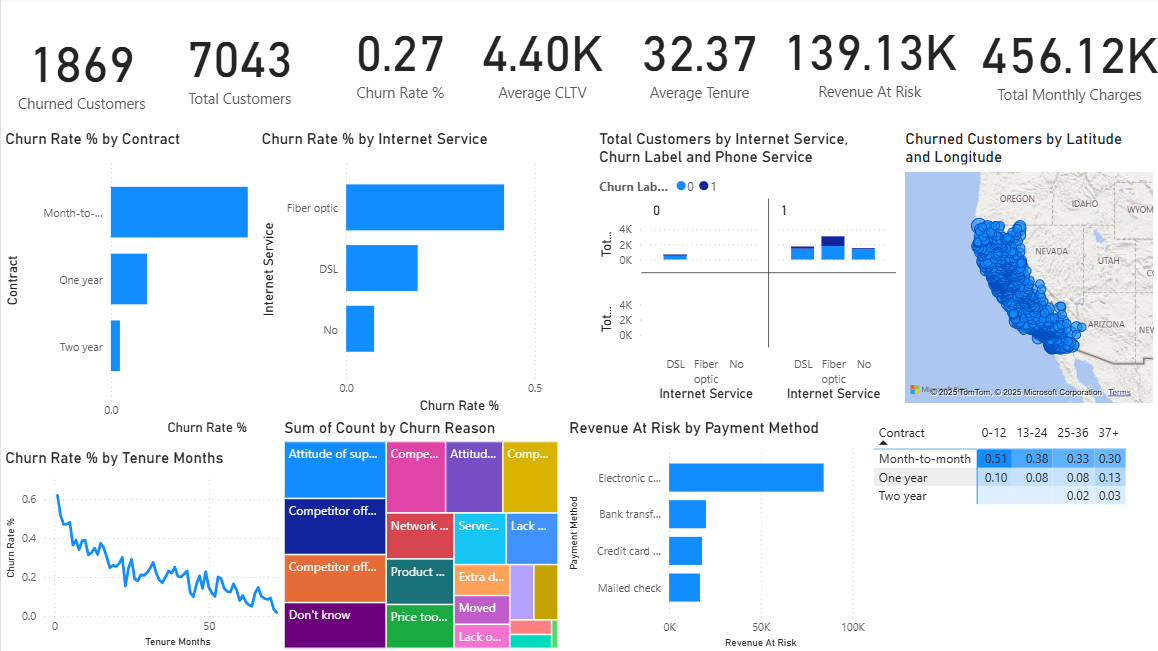 1869
Churned Customers
7043
Total Customers
0.27
Churn Rate %
4.40K
Average CLTV
32.37
Average Tenure
139.13K
Revenue At Risk
456.12K
Total Monthly Charges
Churn Rate % by Contract
Contract
Month-to-...
One year
Two year
0.0
Churn Rate %
Churn Rate % by Internet Service
Internet Service
Fiber optic
DSL
No
0.0
0.5
Churn Rate %
Total Customers by Internet Service,
Churn Label and Phone Service
Churn Lab...
0
1
0
1
Tot...
4K
2K
0K
Tot...
4K
2K
0K
DSL
Fiber
optic
No
Internet Service
DSL
Fiber
optic
No
Internet Service
Churned Customers by Latitude
and Longitude
OREGON
IDAHO
WYOM
NEVADA
UTAH
ARIZONA
NEW
© 2025 TomTom, © 2025 Microsoft Corporation
Terms
Churn Rate % by Tenure Months
Churn Rate %
0.6
0.4
0.2
0.0
0
50
Tenure Months
Sum of Count by Churn Reason
Attitude of sup...
Competitor off...
Competitor off...
Don't know
Compe...
Attitud...
Comp...
Network ...
Product ...
Price too...
Servic...
Lack ...
Extra d...
Moved
Lack o...
Revenue At Risk by Payment Method
Payment Method
Electronic c...
Bank transf...
Credit card ...
Mailed check
0K
50K
100K
Revenue At Risk
Contract 0-12 13-24 25-36 37+
Month-to-month 0.51 0.38 0.33 0.30
One year 0.10 0.08 0.08 0.13
Two year 0.02 0.03